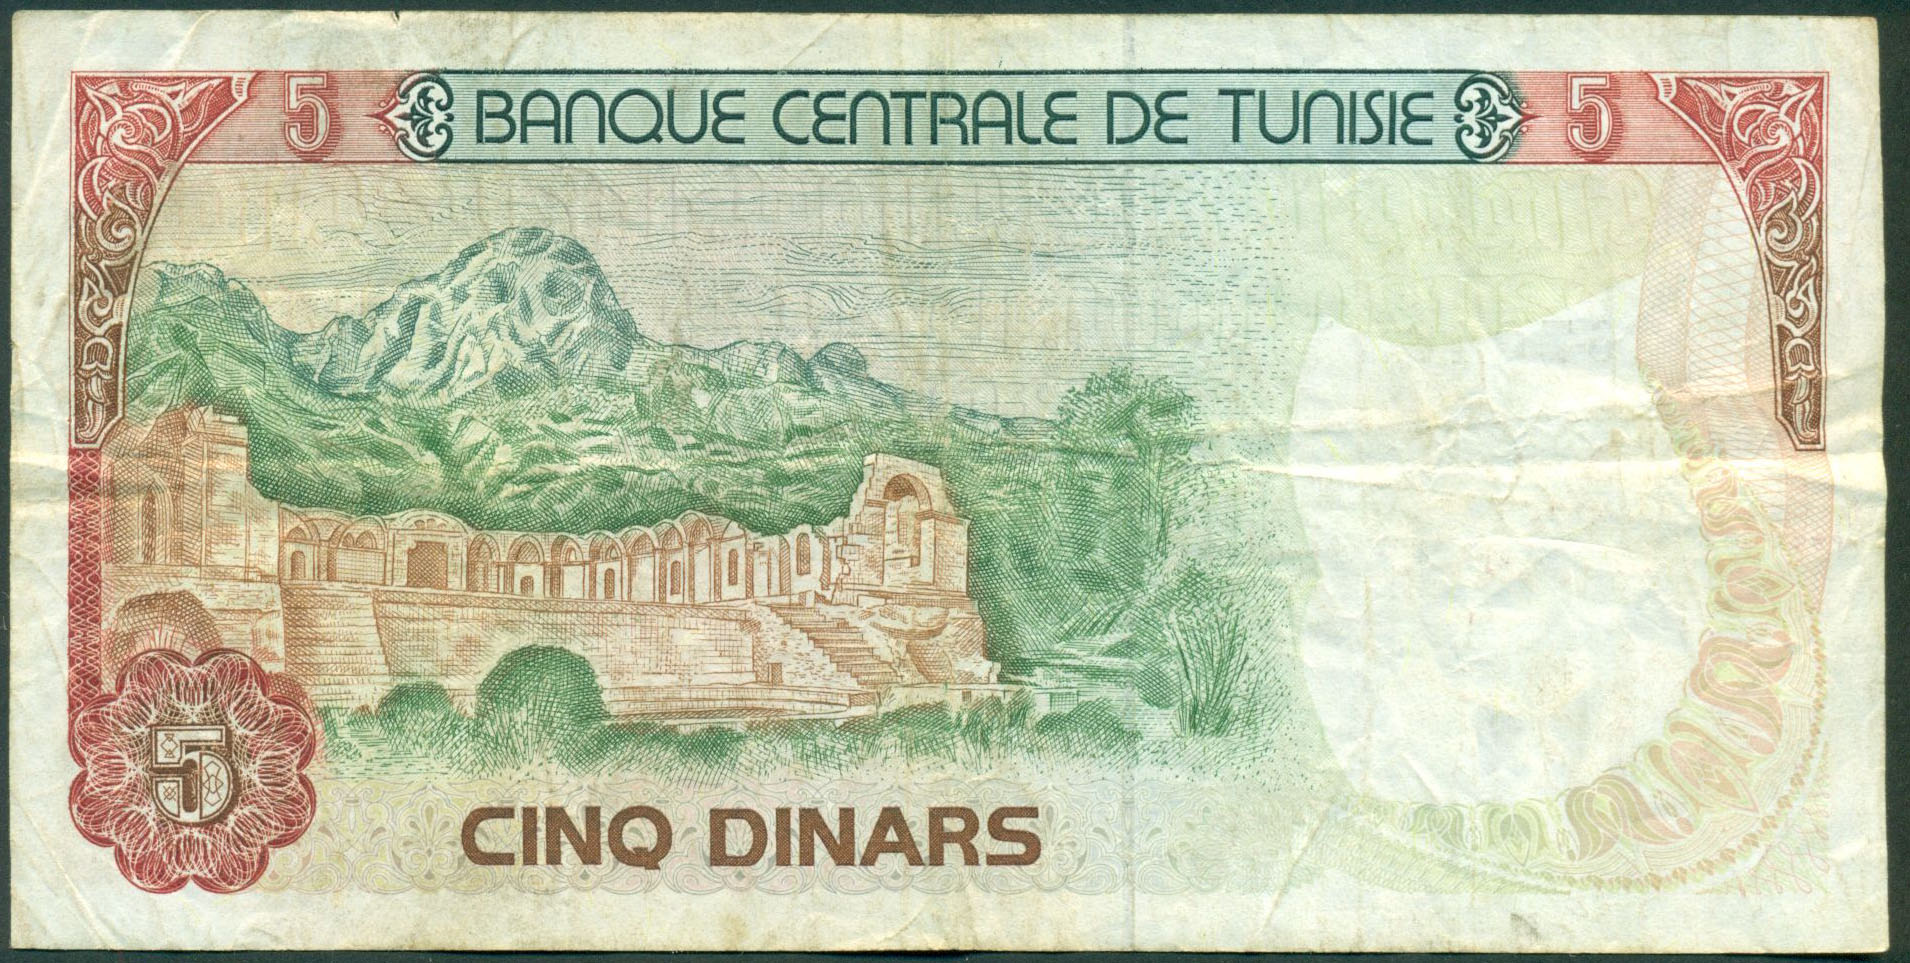 5 BANQUE CENTRALE DE TUNISIE 5
5
CINQ DINARS